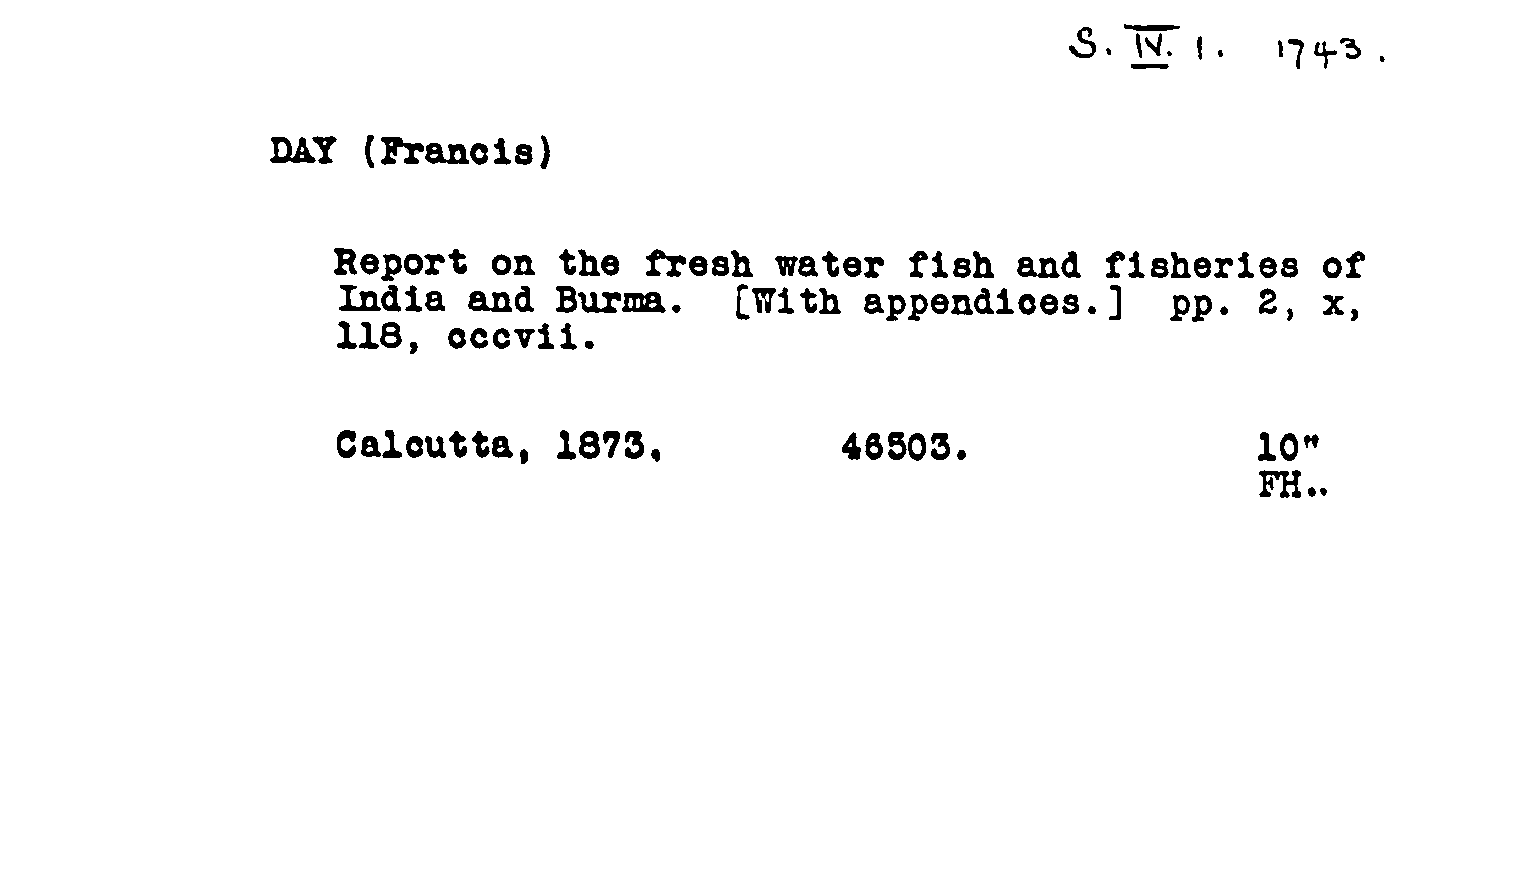 S. IV. 1. 1743.
DAY (Francis)
Report on the fresh water fish and fisheries of
India and Burma. [With appendices.] pp. 2, x,
118, cccvii.
Calcutta, 1873. 46503. 10"
FH..